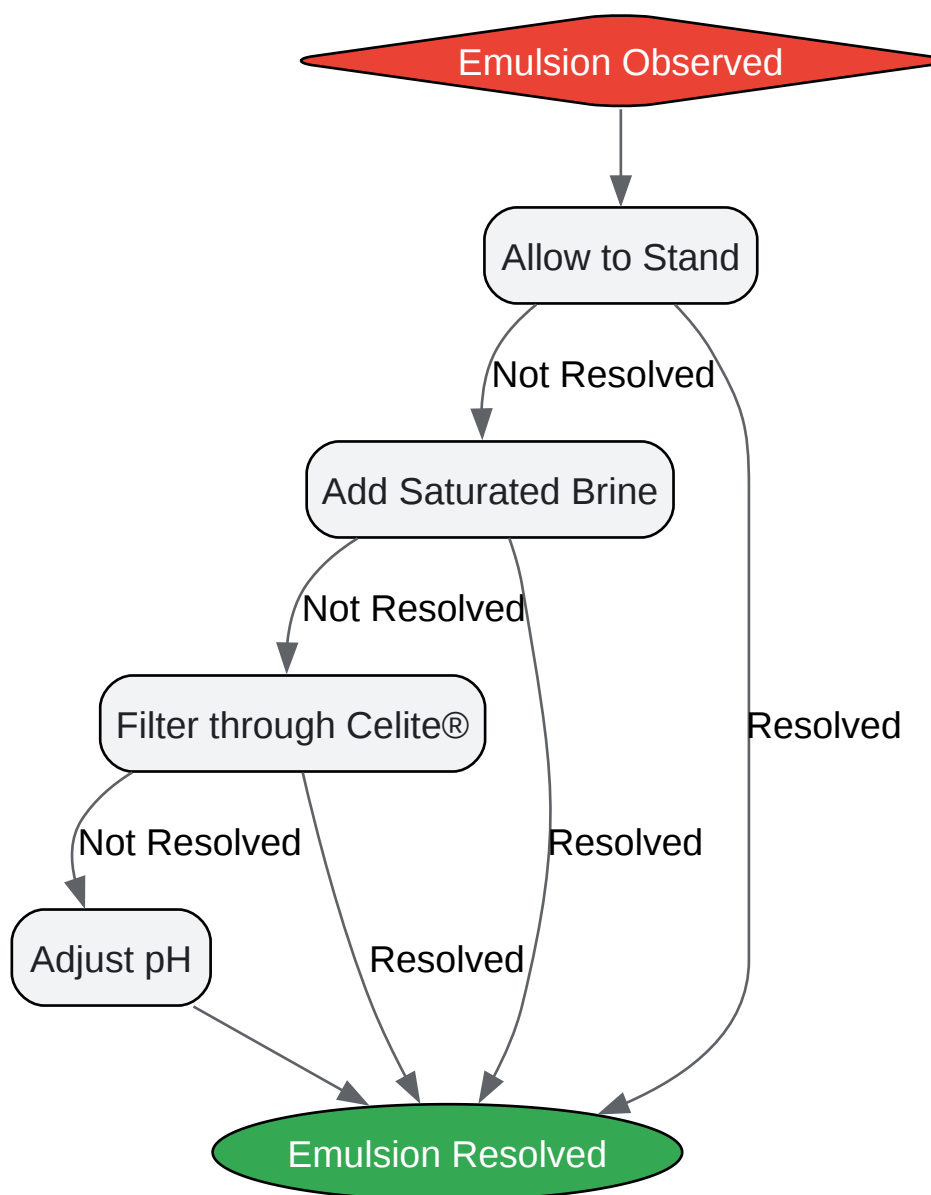 Emulsion Observed
Allow to Stand
Not Resolved
Add Saturated Brine
Not Resolved
Filter through Celite®
Resolved
Not Resolved
Resolved
Adjust pH
Resolved
Emulsion Resolved